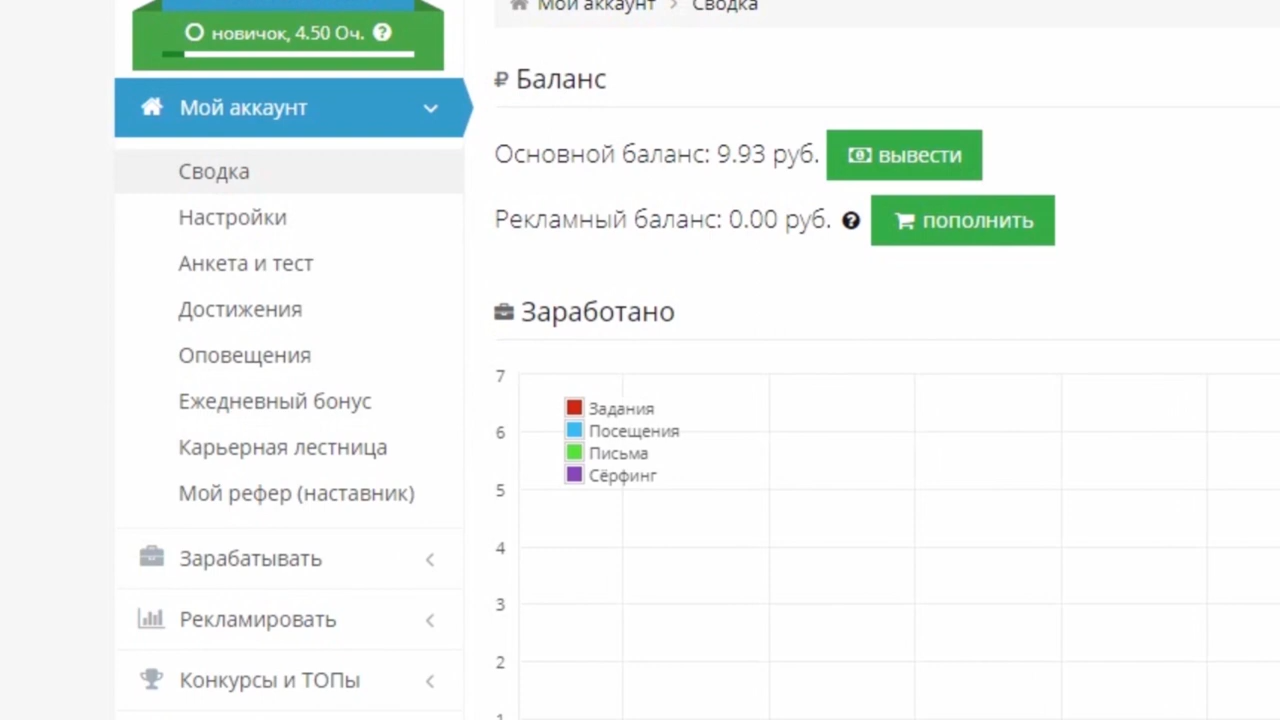 новичок, 4.50 Оч.
Мой аккаунт
Сводка
Настройки
Анкета и тест
Достижения
Оповещения
Ежедневный бонус
Карьерная лестница
Мой рефер (наставник)
Зарабатывать
Рекламировать
Конкурсы и ТОПы
Мой аккаунт > Сводка
₽ Баланс
Основной баланс: 9.93 руб. вывести
Рекламный баланс: 0.00 руб. ? пополнить
Заработано
7
6
5
4
3
2
1
Задания
Посещения
Письма
Сёрфинг